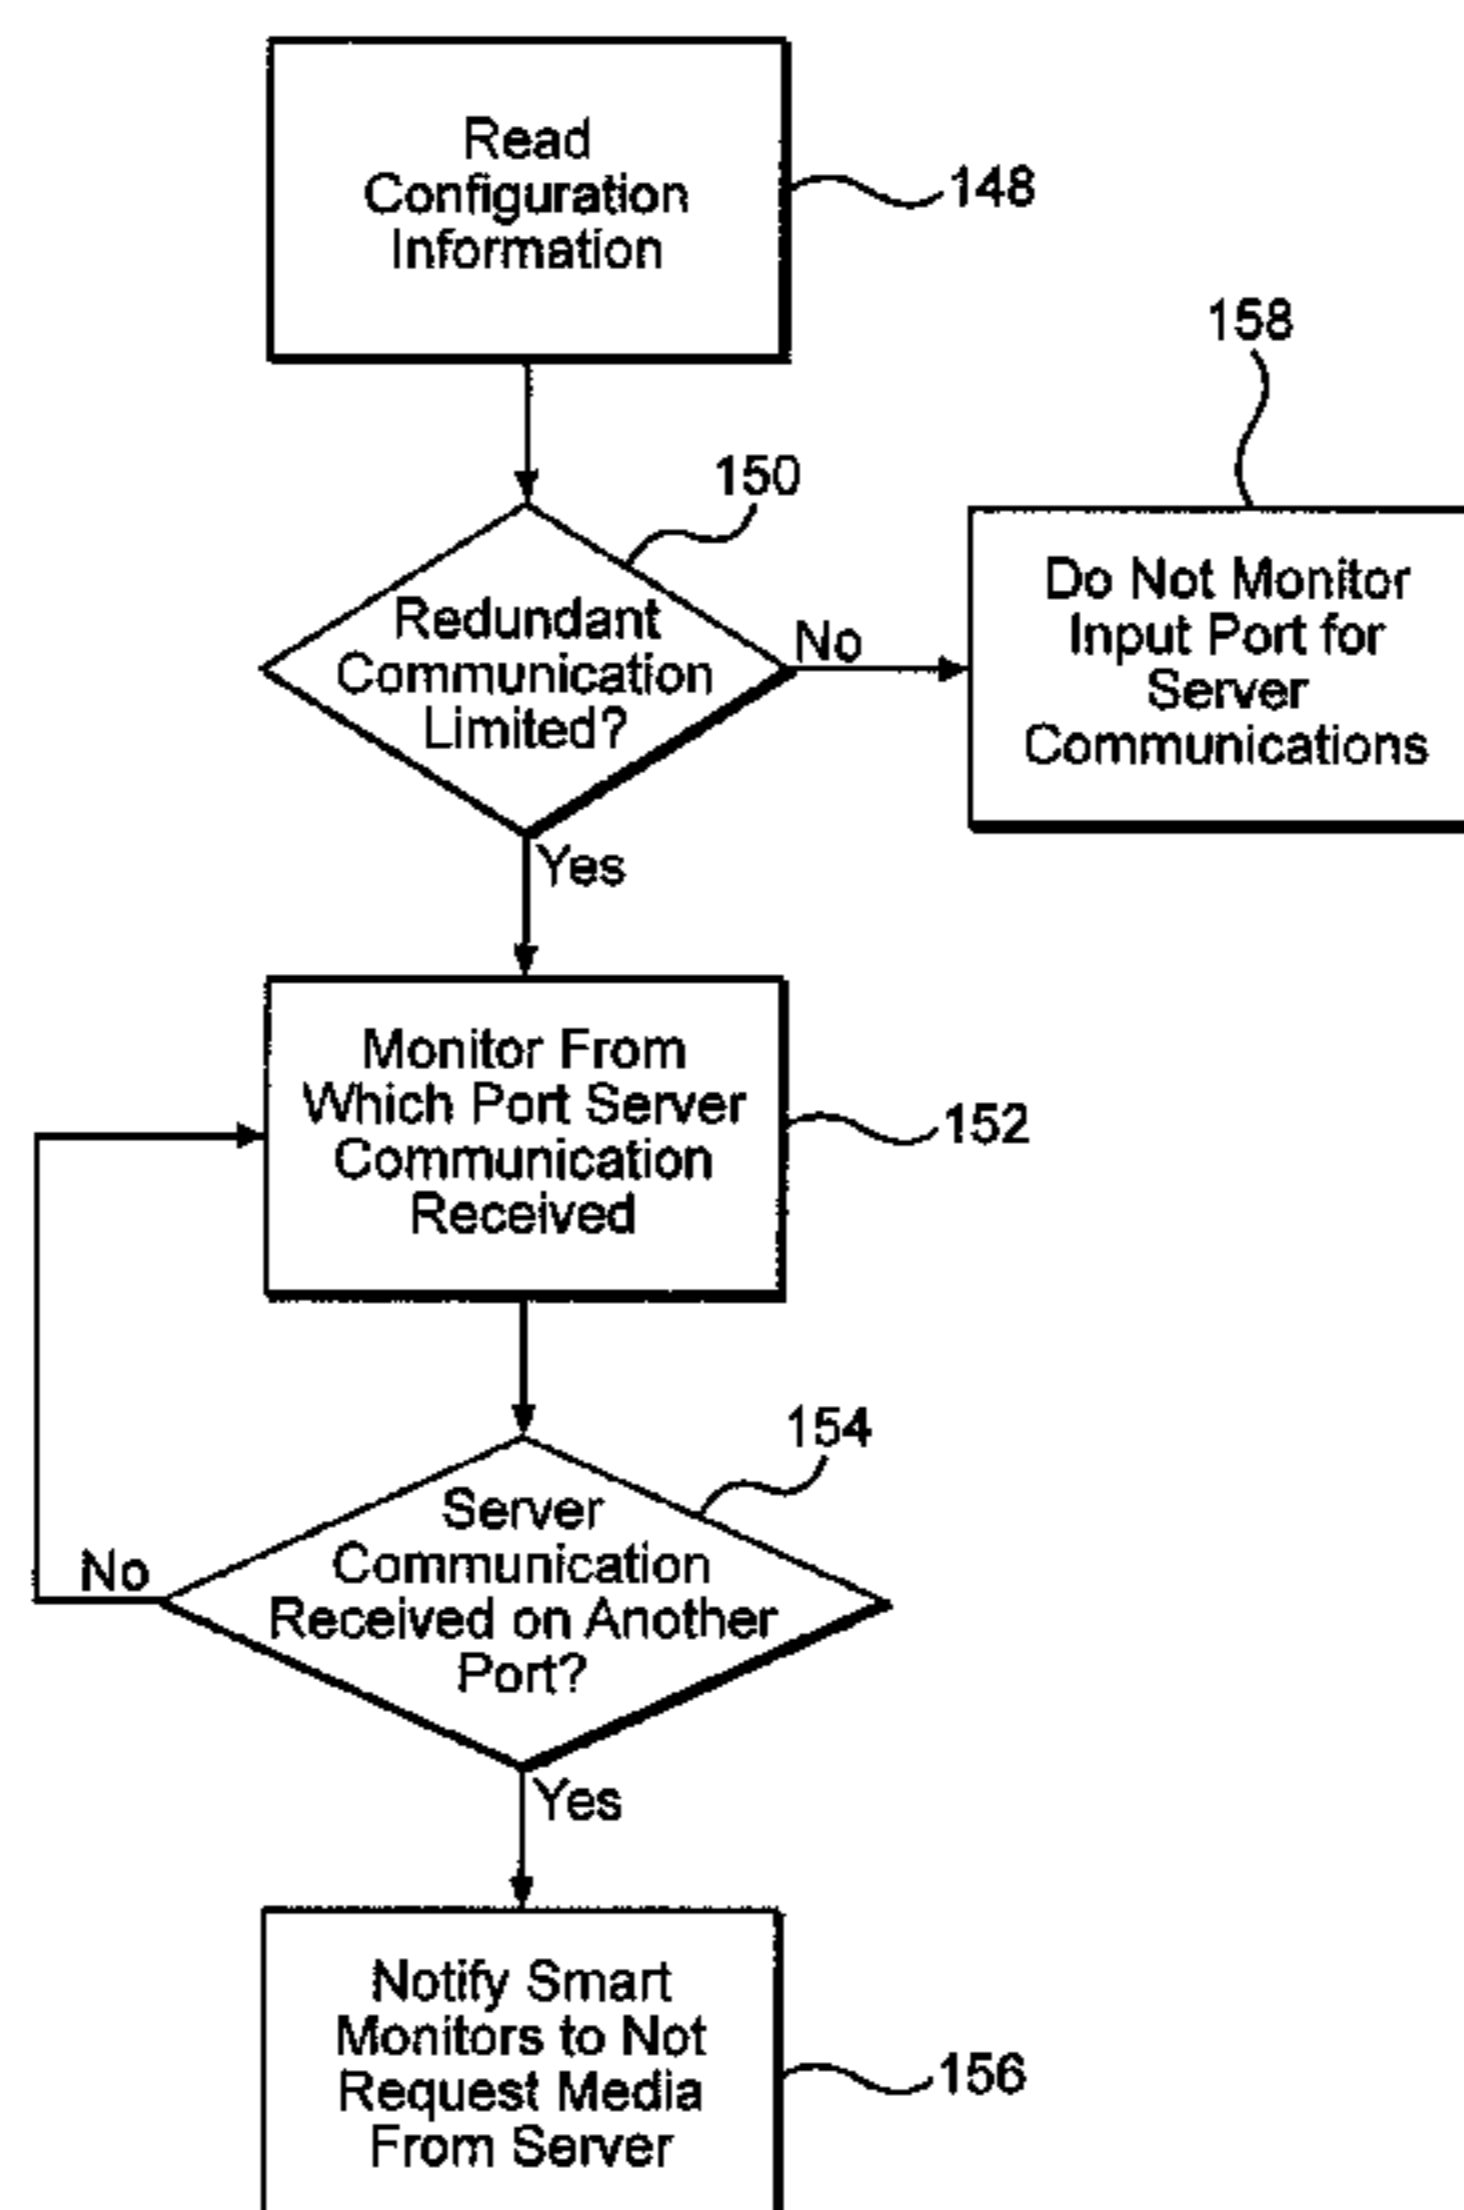 Read
Configuration
Information
148
158
150
Redundant
Communication
Limited?
No
Do Not Monitor
Input Port for
Server
Communications
Yes
Monitor From
Which Port Server
Communication
Received
152
154
Server
Communication
Received on Another
Port?
No
Yes
Notify Smart
Monitors to Not
Request Media
From Server
156